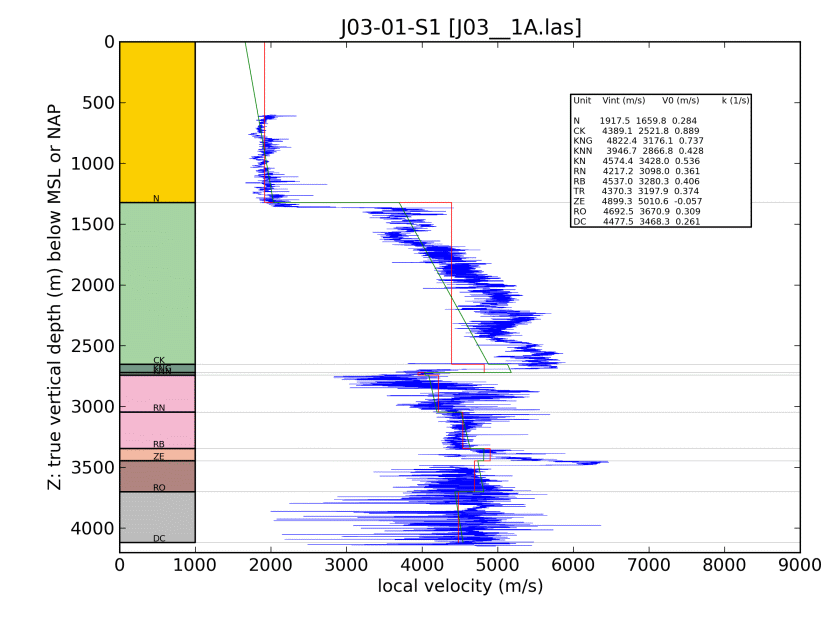 J03-01-S1 [J03__1A.las]
Z: true vertical depth (m) below MSL or NAP
0
500
1000
1500
2000
2500
3000
3500
4000
N
CK
KNG
KNN
RN
RB
ZE
RO
DC
Unit Vint (m/s) V0 (m/s) k (1/s)
N 1917.5 1659.8 0.284
CK 4389.1 2521.8 0.889
KNG 4822.4 3176.1 0.737
KNN 3946.7 2866.8 0.428
KN 4574.4 3428.0 0.536
RN 4217.2 3098.0 0.361
RB 4537.0 3280.3 0.406
TR 4370.3 3197.9 0.374
ZE 4899.3 5010.6 -0.057
RO 4692.5 3670.9 0.309
DC 4477.5 3468.3 0.261
0 1000 2000 3000 4000 5000 6000 7000 8000 9000
local velocity (m/s)